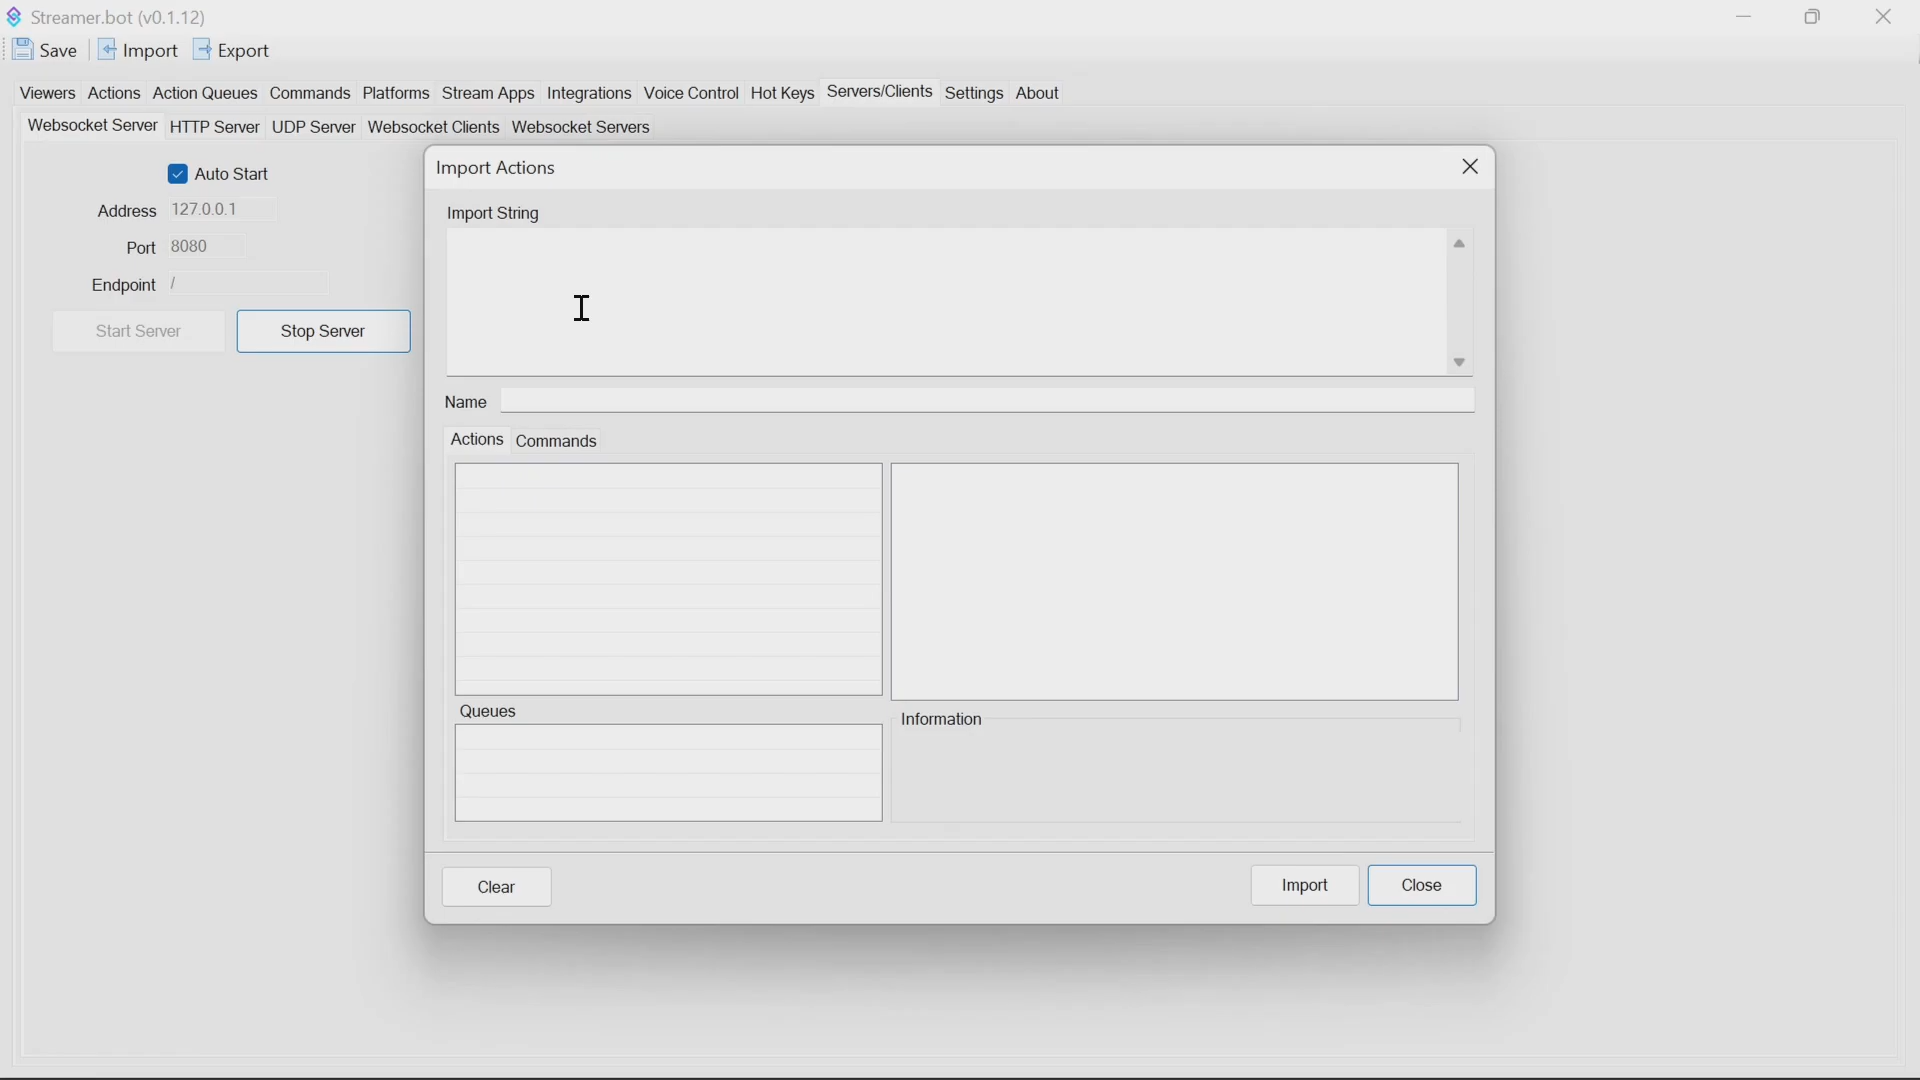 Streamer.bot (v0.1.12)
Save Import Export
Viewers Actions Action Queues Commands Platforms Stream Apps Integrations Voice Control Hot Keys Servers/Clients Settings About
Websocket Server HTTP Server UDP Server Websocket Clients Websocket Servers
Auto Start
Address 127.0.0.1
Port 8080
Endpoint /
Start Server Stop Server
Import Actions
Import String
Name
Actions Commands
Queues
Information
Clear Import Close